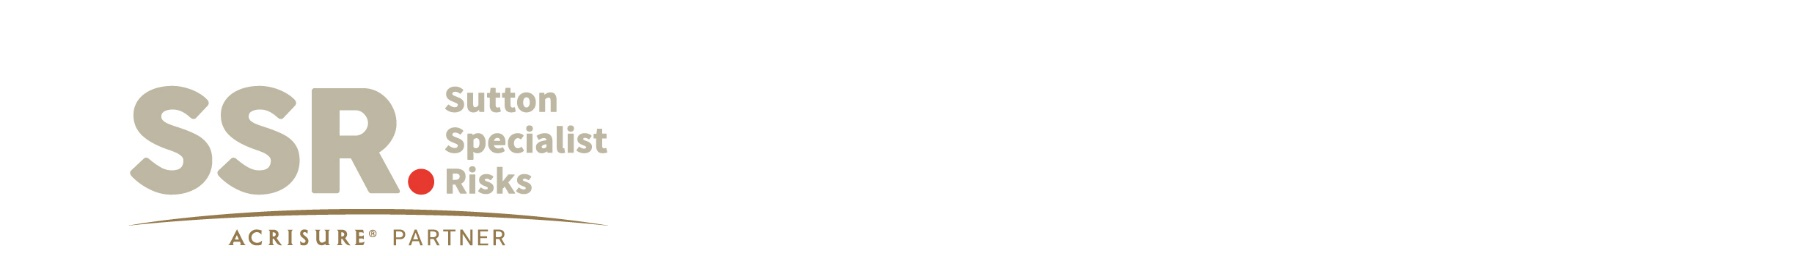 SSR.
Sutton
Specialist
Risks
ACRISURE® PARTNER